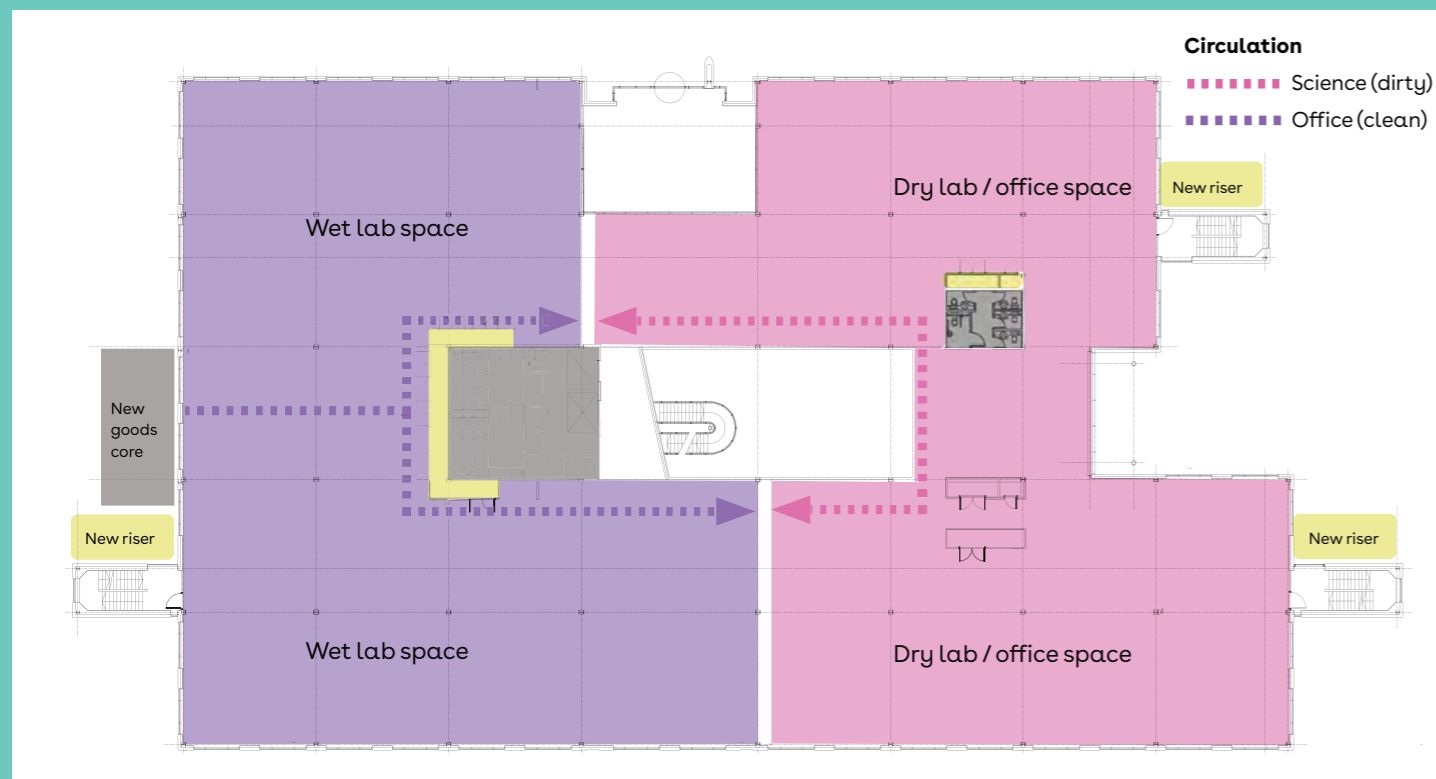 Circulation
Science (dirty)
Office (clean)
Dry lab / office space
New riser
Wet lab space
New
goods
core
New riser
New riser
Wet lab space
Dry lab / office space